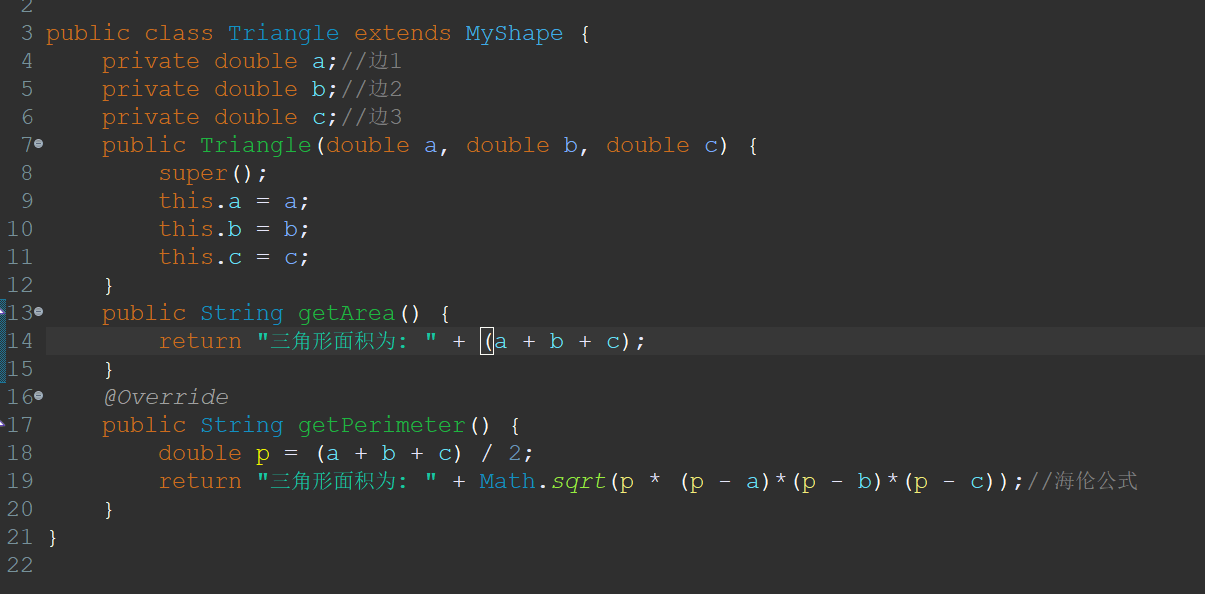 2
3 public class Triangle extends MyShape {
4     private double a;//边1
5     private double b;//边2
6     private double c;//边3
7     public Triangle(double a, double b, double c) {
8         super();
9         this.a = a;
10         this.b = b;
11         this.c = c;
12     }
13     public String getArea() {
14         return "三角形面积为: " + (a + b + c);
15     }
16     @Override
17     public String getPerimeter() {
18         double p = (a + b + c) / 2;
19         return "三角形面积为: " + Math.sqrt(p * (p - a)*(p - b)*(p - c));//海伦公式
20     }
21 }
22